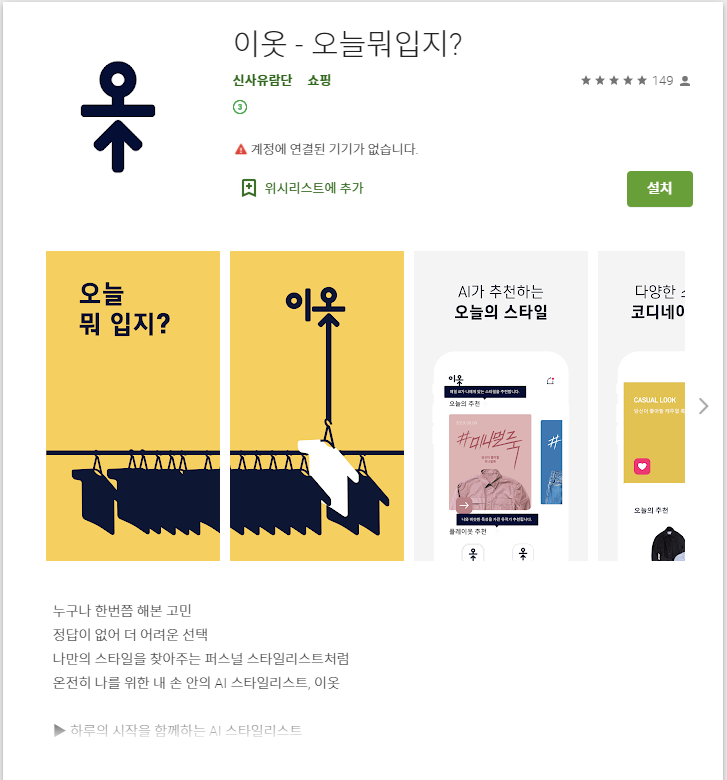 이옷 - 오늘뭐입지?
신사유람단 쇼핑
149
3
계정에 연결된 기기가 없습니다.
위시리스트에 추가
설치
오늘
뭐 입지?
이옷
AI가 추천하는
오늘의 스타일
이옷
오늘의 추천
#미니멀룩
플레이옷 추천
다양한
코디네이
CASUAL LOOK
오늘의 추천
누구나 한번쯤 해본 고민
정답이 없어 더 어려운 선택
나만의 스타일을 찾아주는 퍼스널 스타일리스트처럼
온전히 나를 위한 내 손 안의 AI 스타일리스트, 이옷
▶ 하루의 시작을 함께하는 AI 스타일리스트